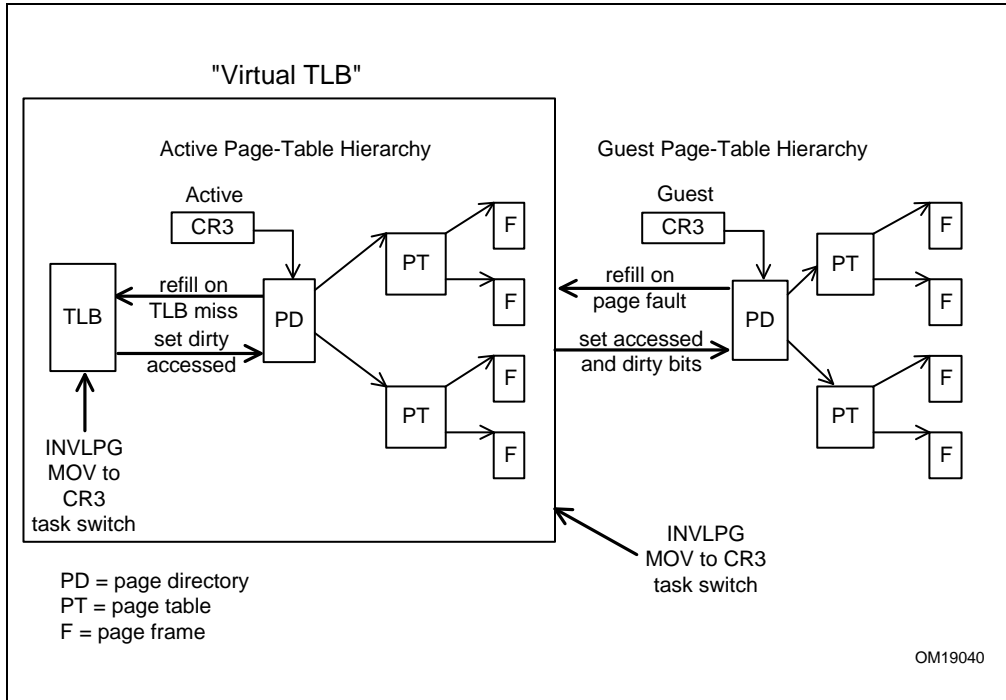 "Virtual TLB"
Active Page-Table Hierarchy
Guest Page-Table Hierarchy
Active
CR3
Guest
CR3
F
F
PT
F
F
PT
refill on
TLB miss
TLB
PD
set dirty
accessed
refill on
page fault
PD
set accessed
and dirty bits
F
F
PT
F
F
PT
INVLPG
MOV to
CR3
task switch
INVLPG
MOV to CR3
task switch
PD = page directory
PT = page table
F = page frame
OM19040